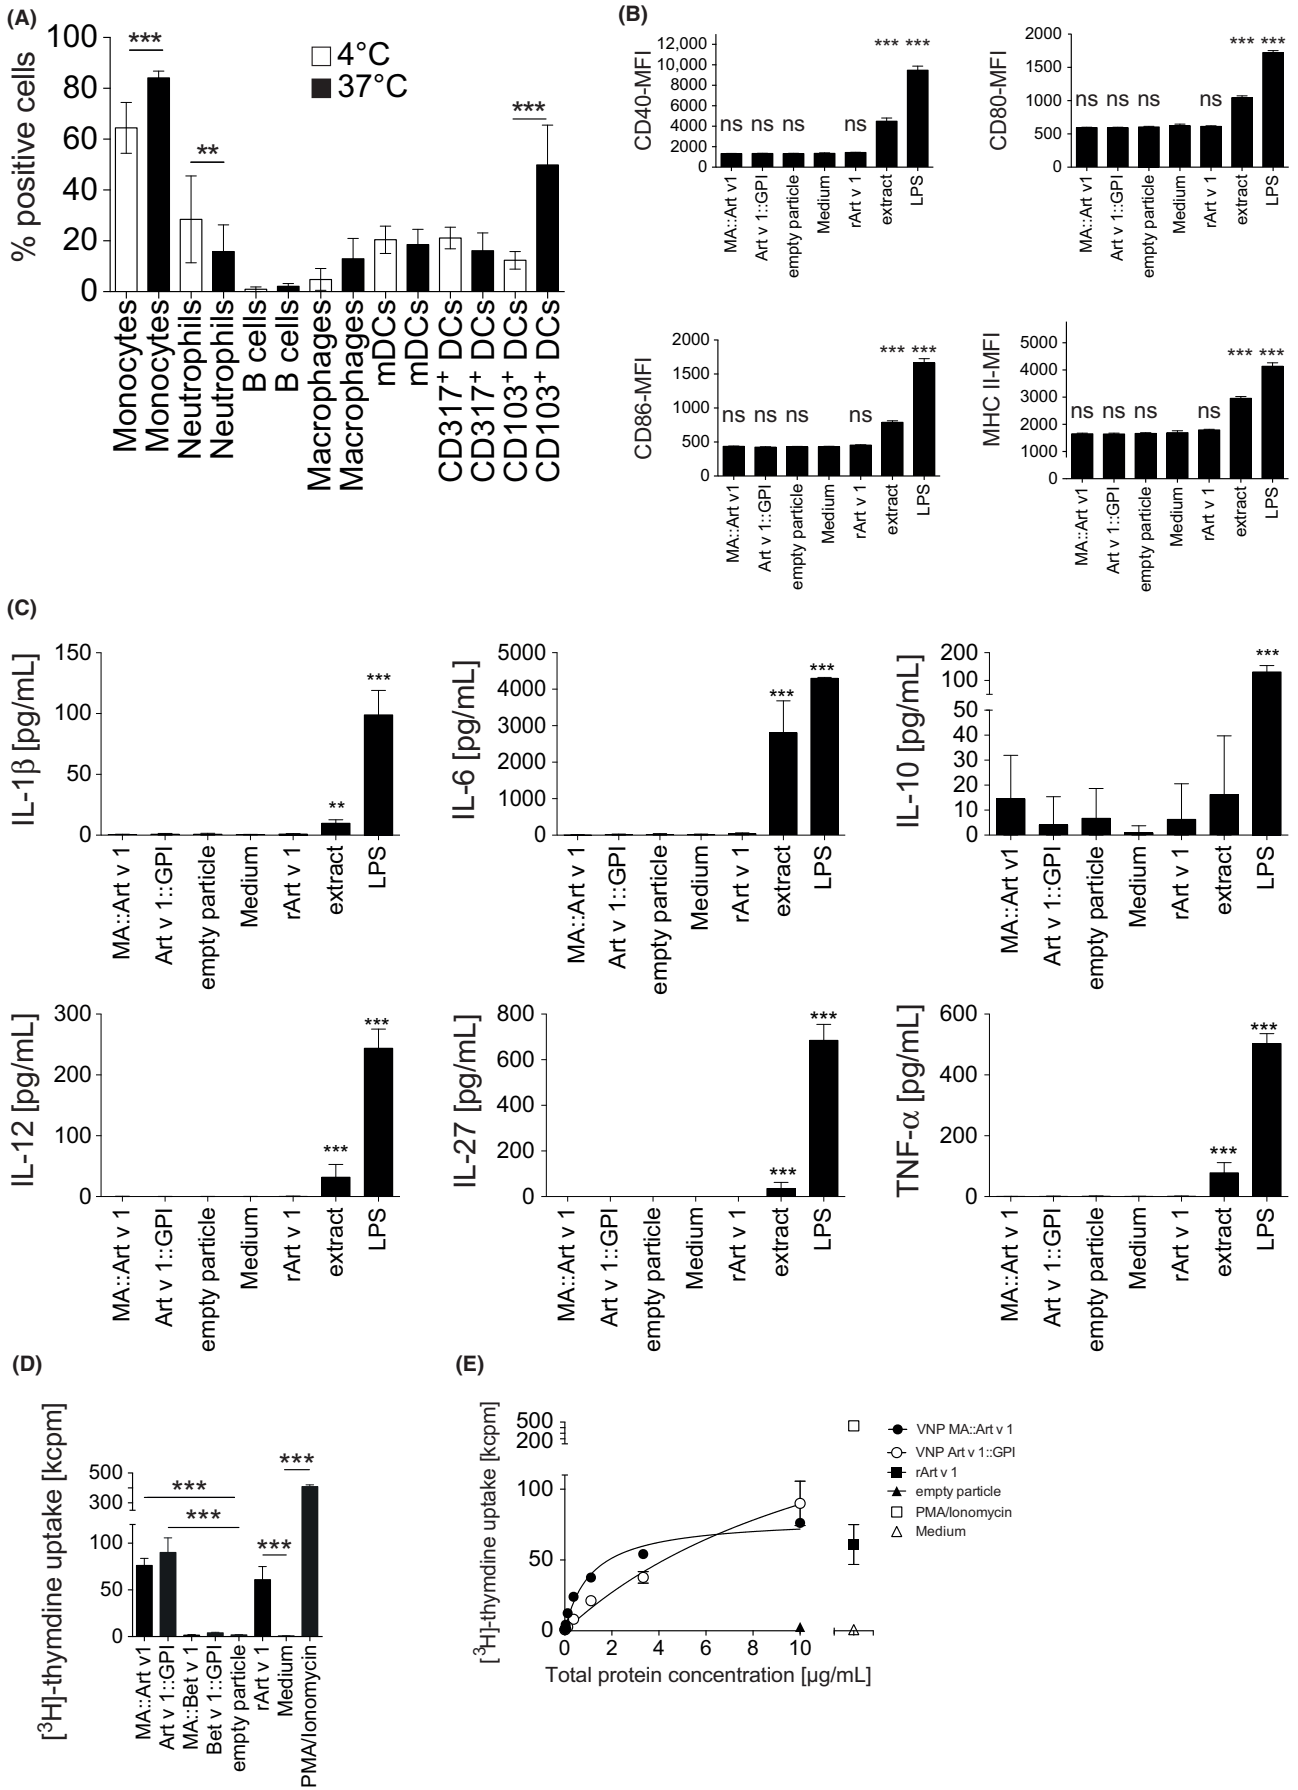 (A)
% positive cells
100
80
60
40
20
0
***
**
***
4°C
37°C
Monocytes
Monocytes
Neutrophils
Neutrophils
B cells
B cells
Macrophages
Macrophages
mDCs
mDCs
CD317+ DCs
CD317+ DCs
CD103+ DCs
CD103+ DCs
(B)
CD40-MFI
12,000
10,000
8000
6000
4000
2000
0
ns ns ns ns *** ***
MA::Art v1
Art v 1::GPI
empty particle
Medium
rArt v 1
extract
LPS
CD80-MFI
2000
1500
1000
500
0
ns ns ns ns *** ***
MA::Art v1
Art v 1::GPI
empty particle
Medium
rArt v 1
extract
LPS
CD86-MFI
2000
1500
1000
500
0
ns ns ns ns *** ***
MA::Art v1
Art v 1::GPI
empty particle
Medium
rArt v 1
extract
LPS
MHC II-MFI
5000
4000
3000
2000
1000
0
ns ns ns ns *** ***
MA::Art v1
Art v 1::GPI
empty particle
Medium
rArt v 1
extract
LPS
(C)
IL-1β [pg/mL]
150
100
50
0
** ***
MA::Art v 1
Art v 1::GPI
empty particle
Medium
rArt v 1
extract
LPS
IL-6 [pg/mL]
5000
4000
3000
2000
1000
0
*** ***
MA::Art v 1
Art v 1::GPI
empty particle
Medium
rArt v 1
extract
LPS
IL-10 [pg/mL]
200
100
50
40
30
20
10
0
***
MA::Art v1
Art v 1::GPI
empty particle
Medium
rArt v 1
extract
LPS
IL-12 [pg/mL]
300
200
100
0
*** ***
MA::Art v 1
Art v 1::GPI
empty particle
Medium
rArt v 1
extract
LPS
IL-27 [pg/mL]
800
600
400
200
0
*** ***
MA::Art v 1
Art v 1::GPI
empty particle
Medium
rArt v 1
extract
LPS
TNF-α [pg/mL]
600
400
200
0
*** ***
MA::Art v 1
Art v 1::GPI
empty particle
Medium
rArt v 1
extract
LPS
(D)
[3H]-thymdine uptake [kcpm]
500
300
100
50
0
***
***
***
***
MA::Art v1
Art v 1::GPI
MA::Bet v 1
Bet v 1::GPI
empty particle
rArt v 1
Medium
PMA/Ionomycin
(E)
[3H]-thymdine uptake [kcpm]
500
200
100
50
0
0 2 4 6 8 10
Total protein concentration [µg/mL]
VNP MA::Art v 1
VNP Art v 1::GPI
rArt v 1
empty particle
PMA/Ionomycin
Medium